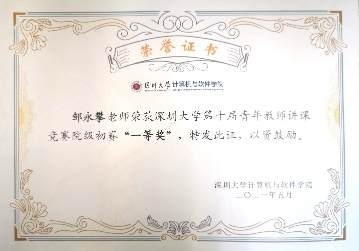 荣誉证书
深圳大学计算机与软件学院
邹永攀老师荣获深圳大学第十届青年教师讲课
竞赛院级初赛“一等奖”，特发此证，以资鼓励。
深圳大学计算机与软件学院
二〇二一年五月